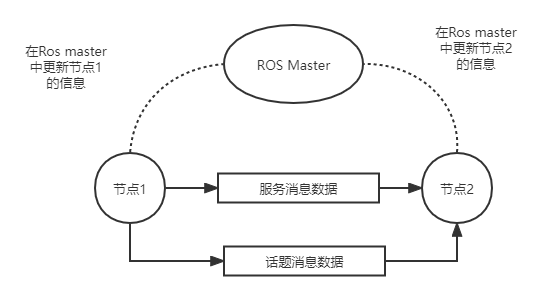 在Ros master
中更新节点1
的信息
ROS Master
在Ros master
中更新节点2
的信息
节点1
服务消息数据
节点2
话题消息数据